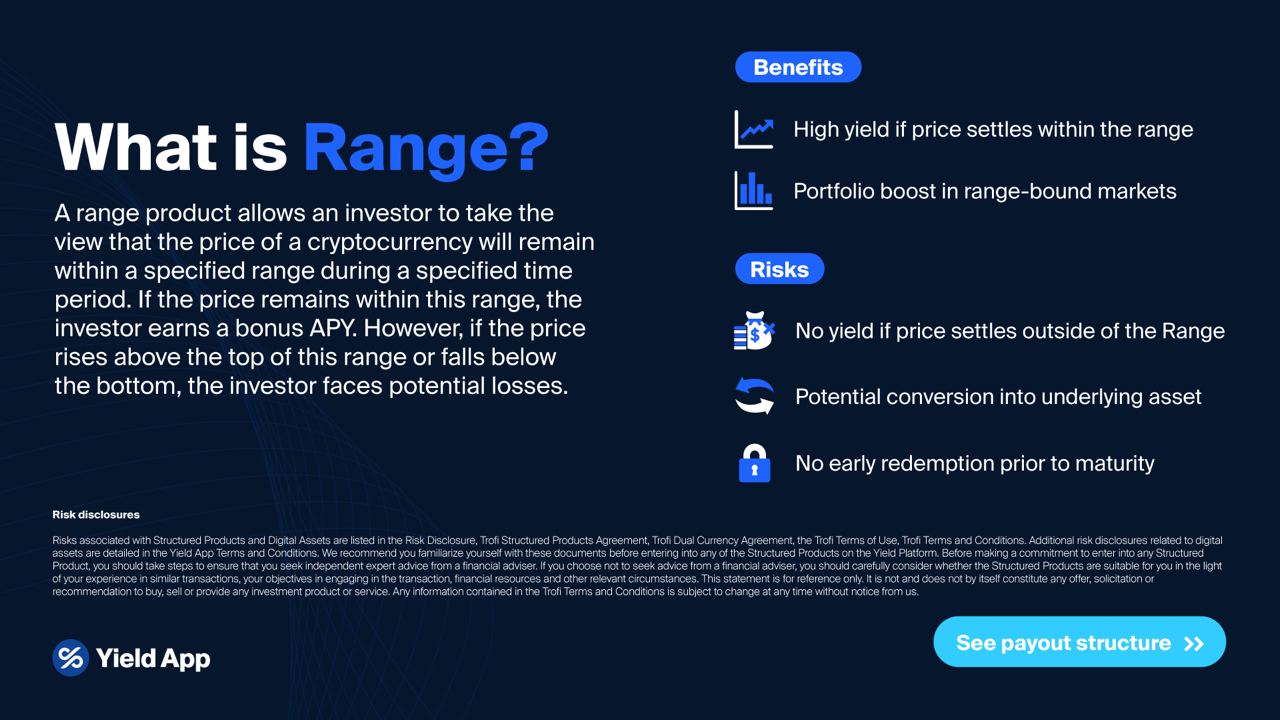 What is Range?
A range product allows an investor to take the
view that the price of a cryptocurrency will remain
within a specified range during a specified time
period. If the price remains within this range, the
investor earns a bonus APY. However, if the price
rises above the top of this range or falls below
the bottom, the investor faces potential losses.
Benefits
High yield if price settles within the range
Portfolio boost in range-bound markets
Risks
$
No yield if price settles outside of the Range
Potential conversion into underlying asset
No early redemption prior to maturity
Risk disclosures
Risks associated with Structured Products and Digital Assets are listed in the Risk Disclosure, Trofi Structured Products Agreement, Trofi Dual Currency Agreement, the Trofi Terms of Use, Trofi Terms and Conditions. Additional risk disclosures related to digital
assets are detailed in the Yield App Terms and Conditions. We recommend you familiarize yourself with these documents before entering into any of the Structured Products on the Yield Platform. Before making a commitment to enter into any Structured
Product, you should take steps to ensure that you seek independent expert advice from a financial adviser. If you choose not to seek advice from a financial adviser, you should carefully consider whether the Structured Products are suitable for you in the light
of your experience in similar transactions, your objectives in engaging in the transaction, financial resources and other relevant circumstances. This statement is for reference only. It is not and does not by itself constitute any offer, solicitation or
recommendation to buy, sell or provide any investment product or service. Any information contained in the Trofi Terms and Conditions is subject to change at any time without notice from us.
Yield App
See payout structure